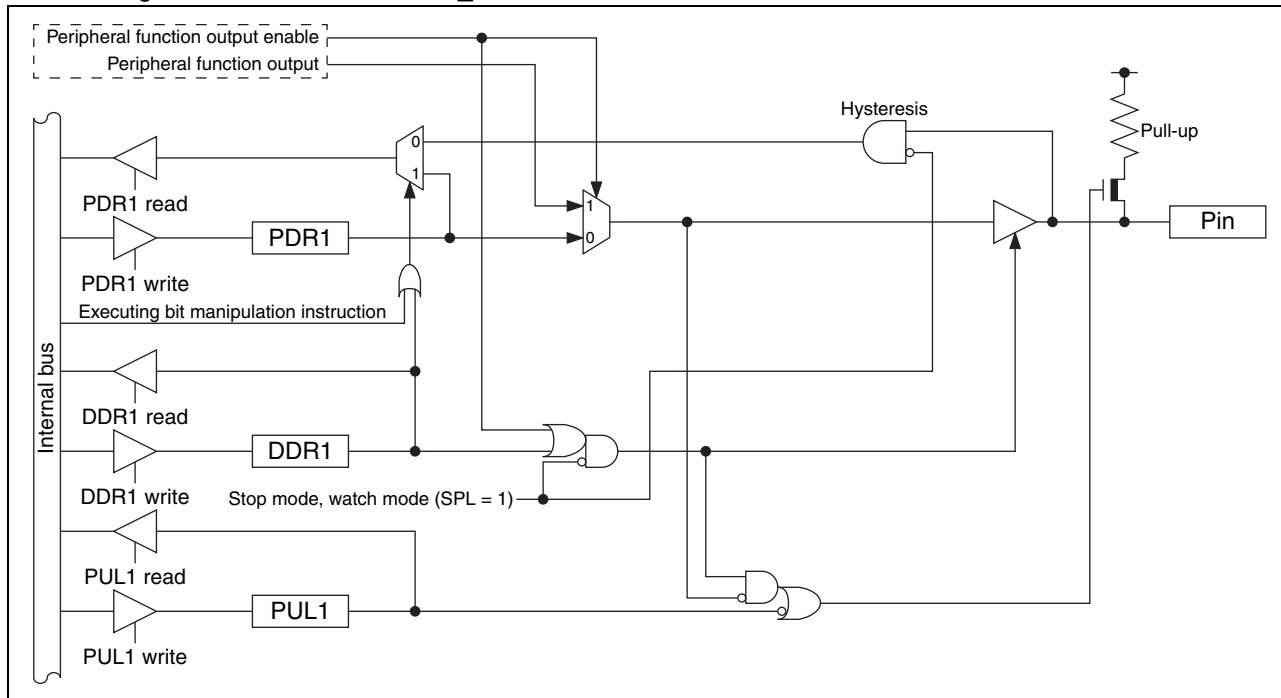 Peripheral function output enable
Peripheral function output
Hysteresis
Pull-up
0
1
PDR1 read
1
0
PDR1
Pin
PDR1 write
Executing bit manipulation instruction
Internal bus
DDR1 read
DDR1
DDR1 write
Stop mode, watch mode (SPL = 1)
PUL1 read
PUL1
PUL1 write